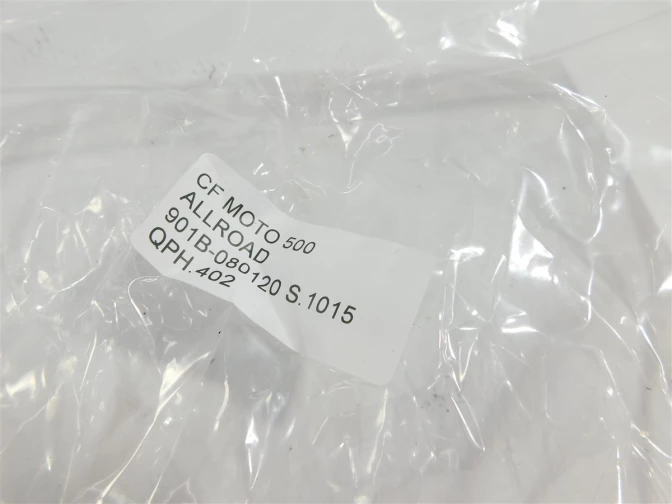 CF MOTO 500
ALLROAD
901B-080120 S.1015
QPH.402